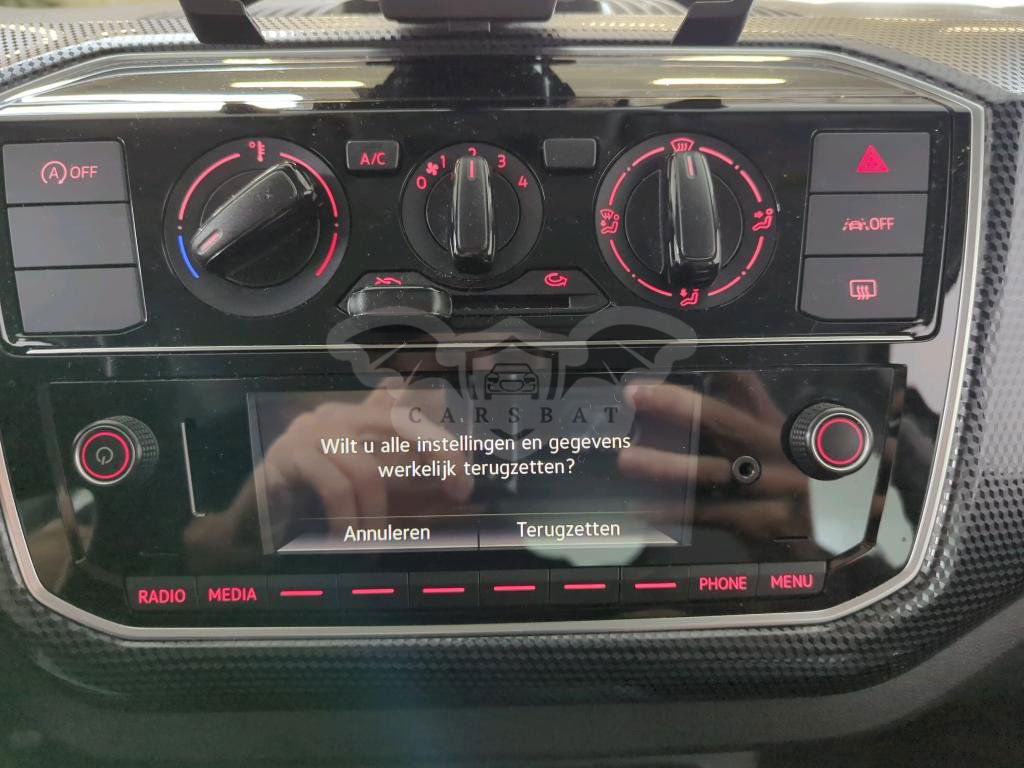 OFF
A/C
0 1 2 3 4
OFF
CARSBAT
Wilt u alle instellingen en gegevens
werkelijk terugzetten?
Annuleren Terugzetten
RADIO MEDIA PHONE MENU